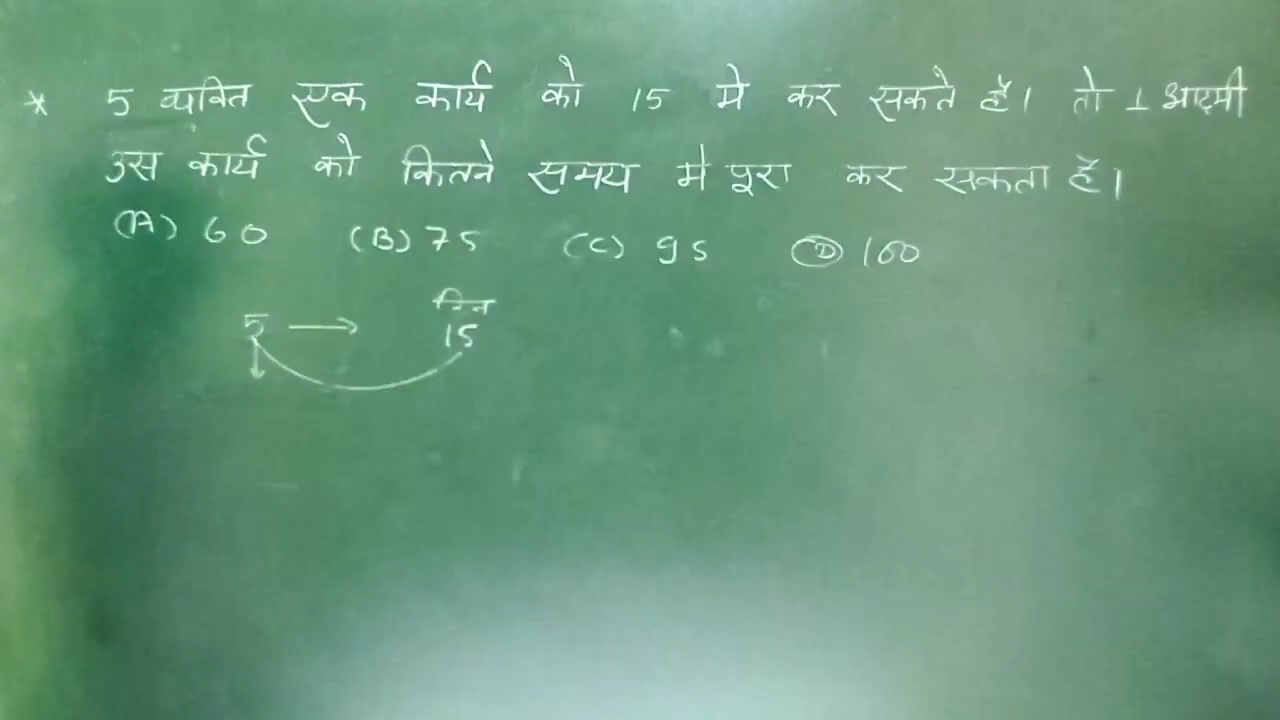 * 5 व्यक्ति एक कार्य को 15 मे कर सकते हैं। तो 1 आदमी
उस कार्य को कितने समय मे पूरा कर सकता हैं।
(A) 60 (B) 75 (C) 95 (D) 100
दिन
5 → 15